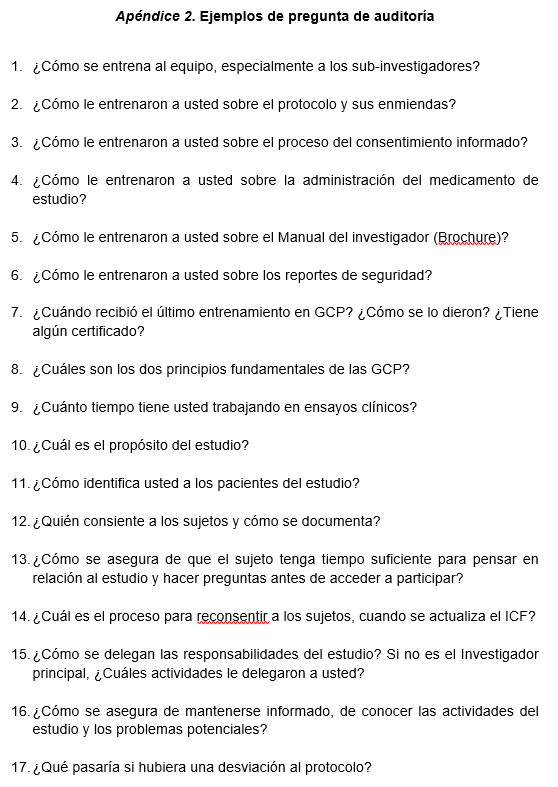 Apéndice 2. Ejemplos de pregunta de auditoría
1. ¿Cómo se entrena al equipo, especialmente a los sub-investigadores?
2. ¿Cómo le entrenaron a usted sobre el protocolo y sus enmiendas?
3. ¿Cómo le entrenaron a usted sobre el proceso del consentimiento informado?
4. ¿Cómo le entrenaron a usted sobre la administración del medicamento de
estudio?
5. ¿Cómo le entrenaron a usted sobre el Manual del investigador (Brochure)?
6. ¿Cómo le entrenaron a usted sobre los reportes de seguridad?
7. ¿Cuándo recibió el último entrenamiento en GCP? ¿Cómo se lo dieron? ¿Tiene
algún certificado?
8. ¿Cuáles son los dos principios fundamentales de las GCP?
9. ¿Cuánto tiempo tiene usted trabajando en ensayos clínicos?
10. ¿Cuál es el propósito del estudio?
11. ¿Cómo identifica usted a los pacientes del estudio?
12. ¿Quién consiente a los sujetos y cómo se documenta?
13. ¿Cómo se asegura de que el sujeto tenga tiempo suficiente para pensar en
relación al estudio y hacer preguntas antes de acceder a participar?
14. ¿Cuál es el proceso para reconsentir a los sujetos, cuando se actualiza el ICF?
15. ¿Cómo se delegan las responsabilidades del estudio? Si no es el Investigador
principal, ¿Cuáles actividades le delegaron a usted?
16. ¿Cómo se asegura de mantenerse informado, de conocer las actividades del
estudio y los problemas potenciales?
17. ¿Qué pasaría si hubiera una desviación al protocolo?